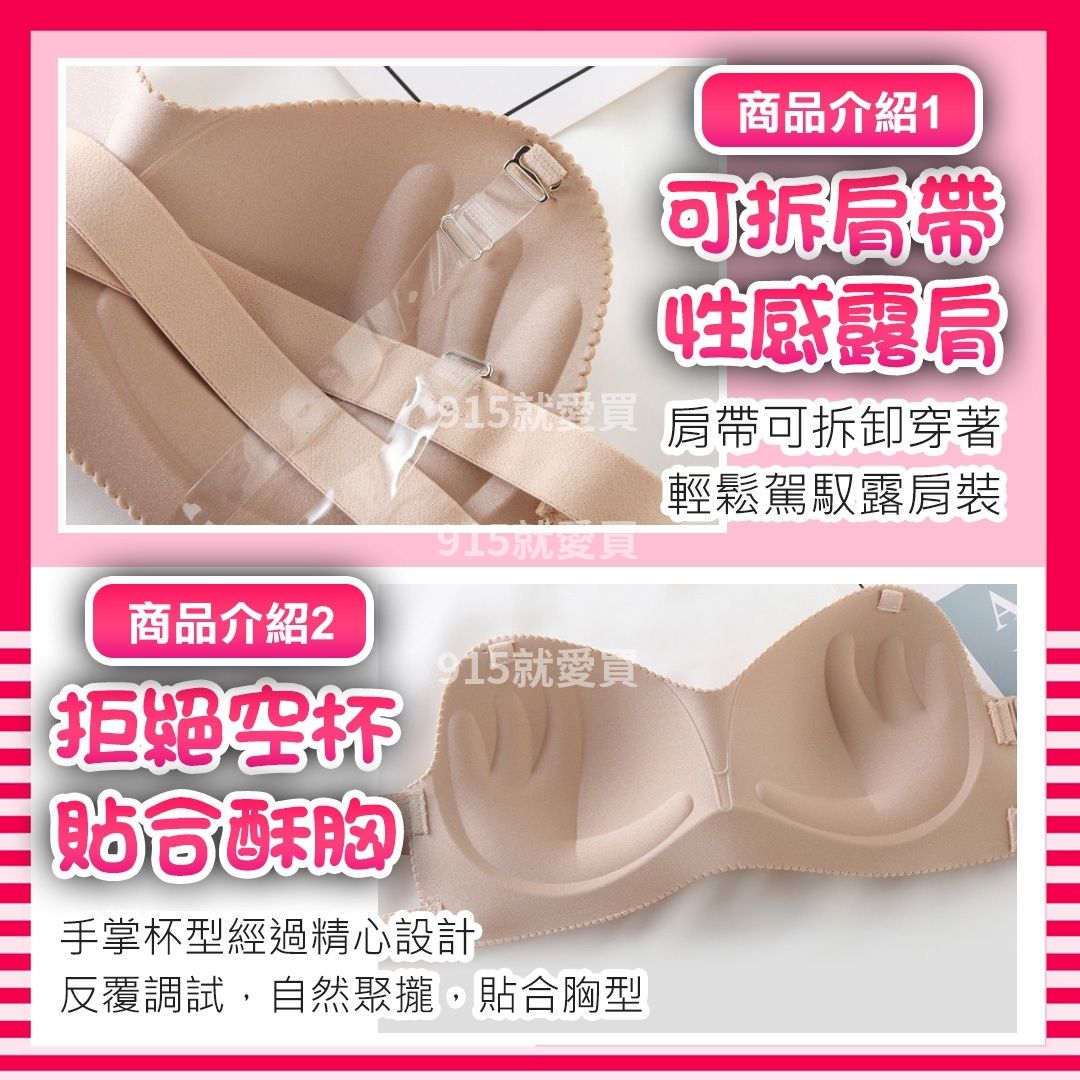 商品介紹1
可拆肩帶
性感露肩
肩帶可拆卸穿著
輕鬆駕馭露肩裝
915就愛買
915就愛買
915就愛買
商品介紹2
拒絕空杯
貼合酥胸
手掌杯型經過精心設計
反覆調試，自然聚攏，貼合胸型
A